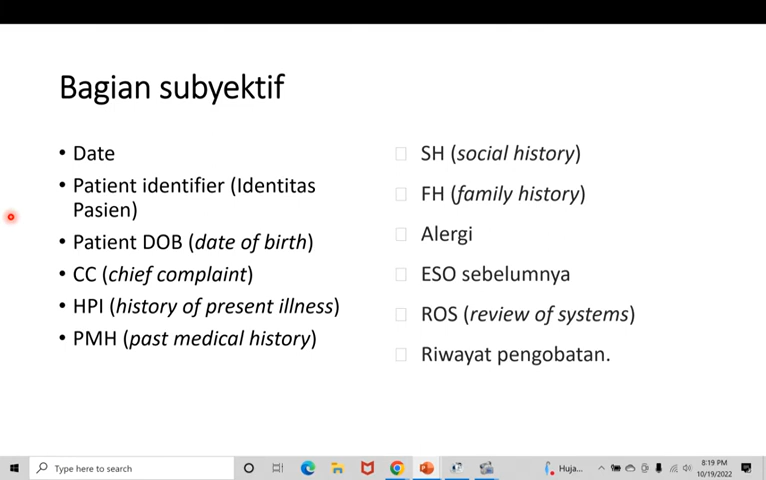 Bagian subyektif
• Date
• Patient identifier (Identitas
Pasien)
• Patient DOB (date of birth)
• CC (chief complaint)
• HPI (history of present illness)
• PMH (past medical history)
SH (social history)
FH (family history)
Alergi
ESO sebelumnya
ROS (review of systems)
Riwayat pengobatan.
Type here to search
Huja...
8:19 PM
10/19/2022